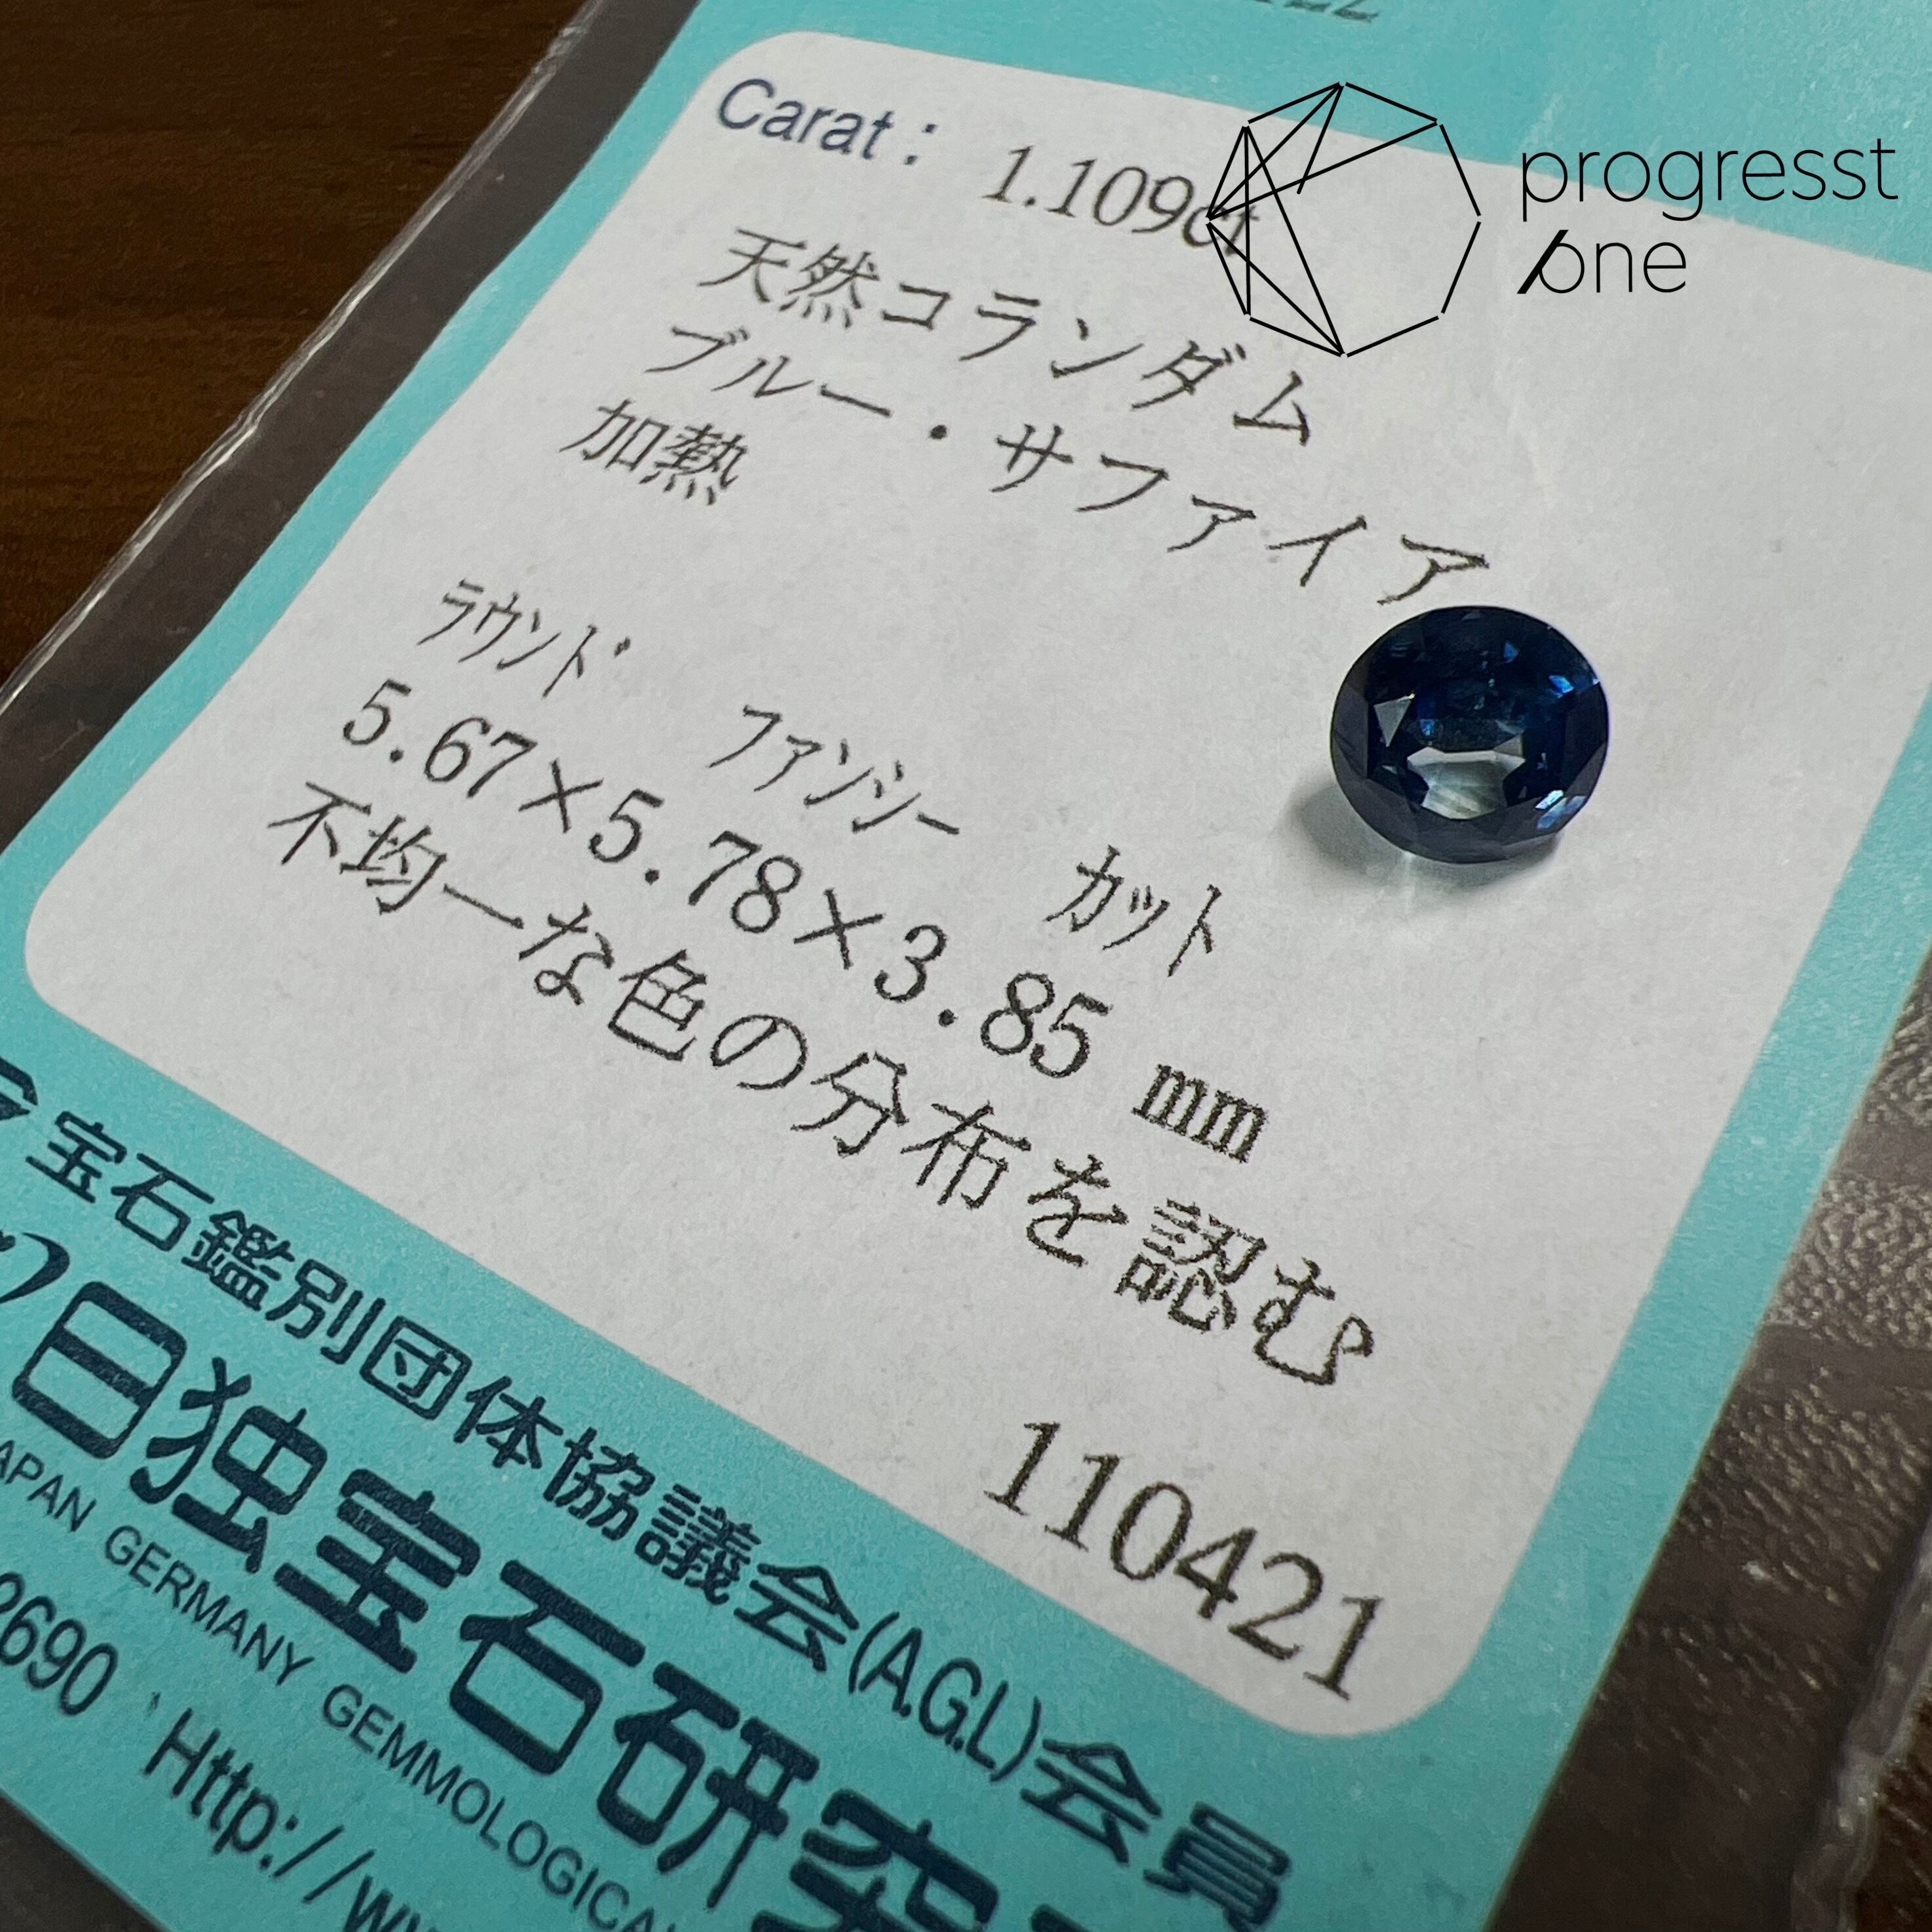 Carat : 1.109ct
天然コランダム
ブルー・サファイア
加熱
ﾗｳﾝﾄﾞ ﾌｧﾝｼｰ ｶｯﾄ
5.67×5.78×3.85 mm
不均一な色の分布を認む
110421
宝石鑑別団体協議会(A.G.L)会員
日独宝石研究
APAN GERMANY GEMMOLOGICA
2690 Http://w
progresst
one